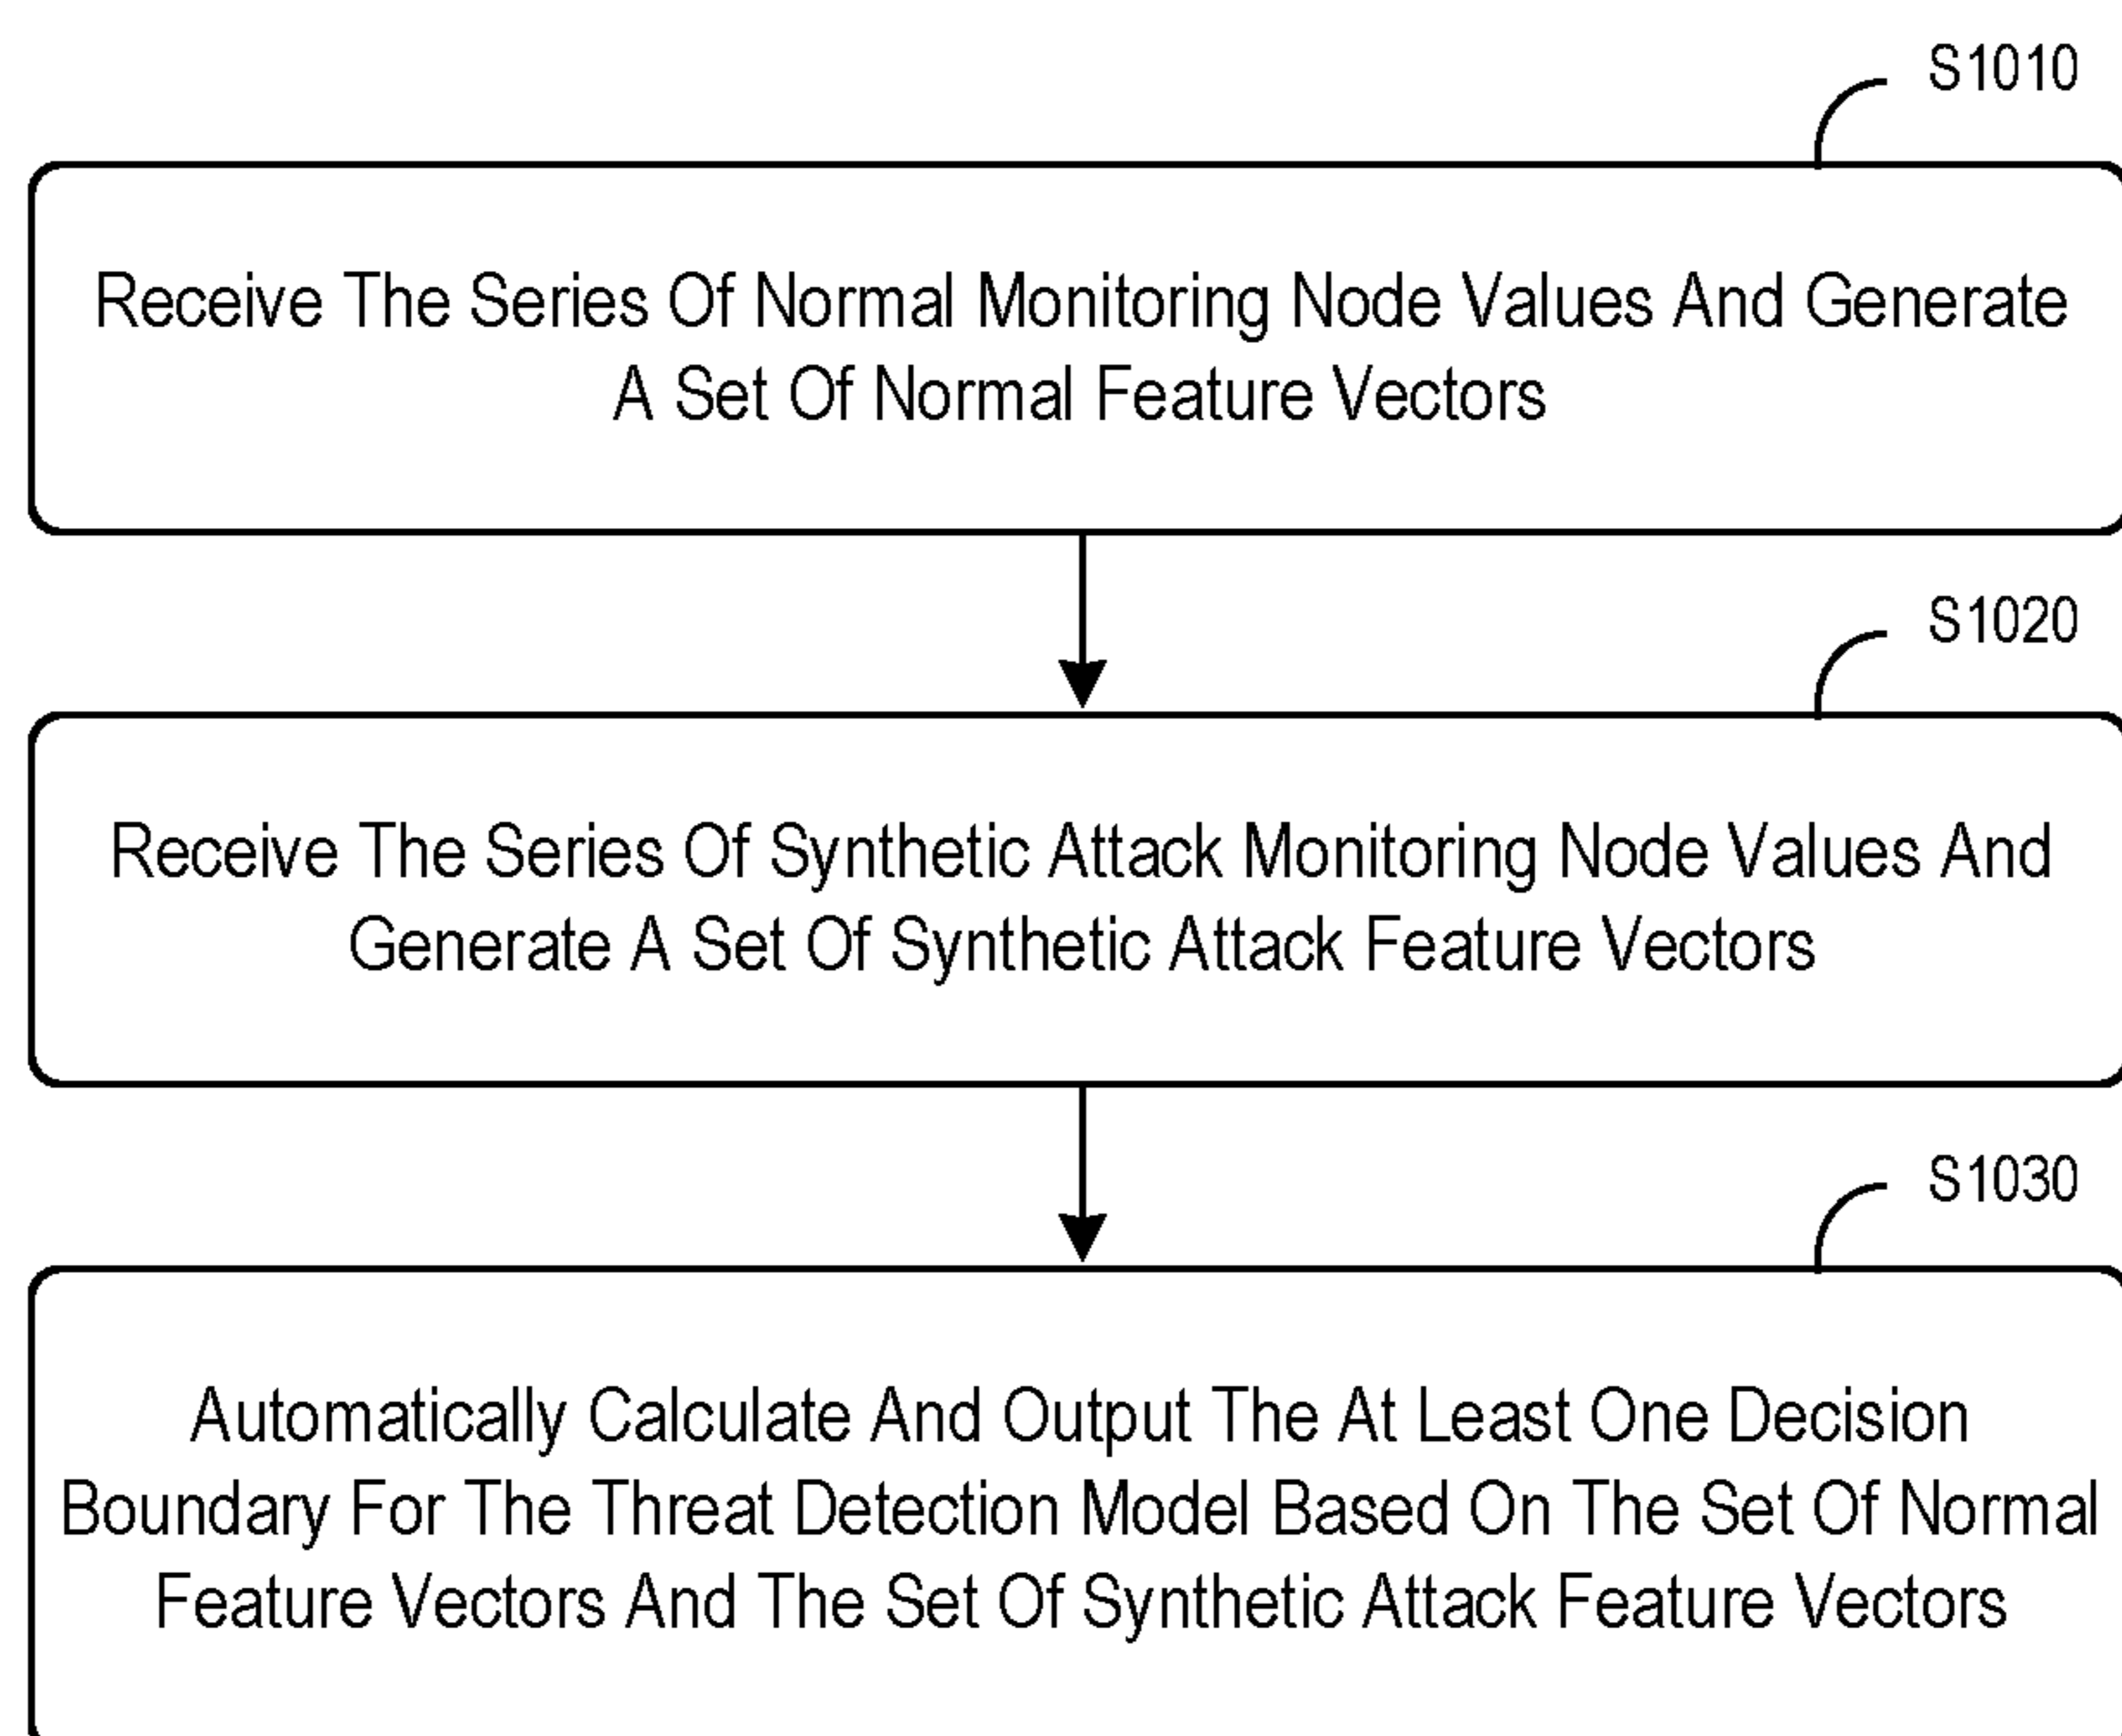 S1010
Receive The Series Of Normal Monitoring Node Values And Generate
A Set Of Normal Feature Vectors
S1020
Receive The Series Of Synthetic Attack Monitoring Node Values And
Generate A Set Of Synthetic Attack Feature Vectors
S1030
Automatically Calculate And Output The At Least One Decision
Boundary For The Threat Detection Model Based On The Set Of Normal
Feature Vectors And The Set Of Synthetic Attack Feature Vectors